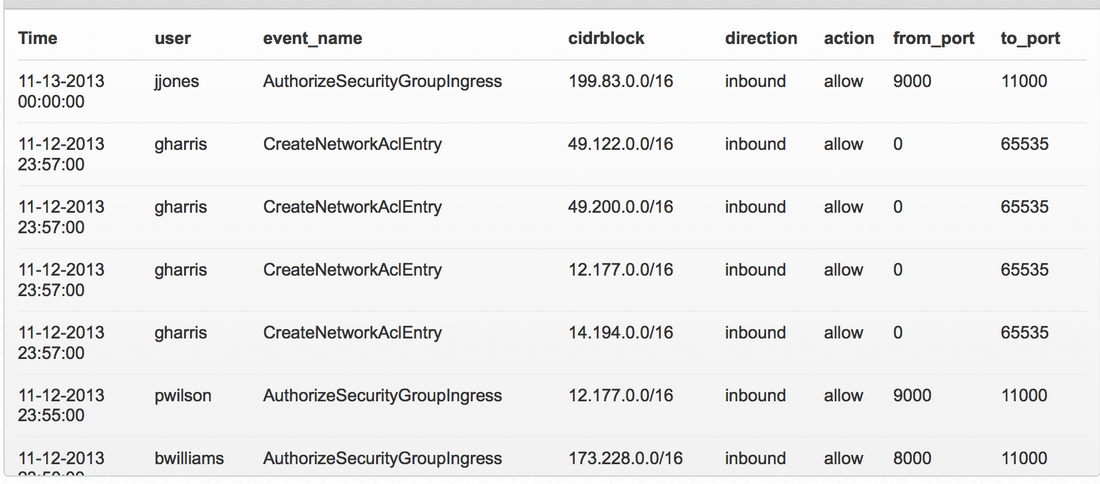 Time user event_name cidrblock direction action from_port to_port
11-13-2013 jjones AuthorizeSecurityGroupIngress 199.83.0.0/16 inbound allow 9000 11000
00:00:00
11-12-2013 gharris CreateNetworkAclEntry 49.122.0.0/16 inbound allow 0 65535
23:57:00
11-12-2013 gharris CreateNetworkAclEntry 49.200.0.0/16 inbound allow 0 65535
23:57:00
11-12-2013 gharris CreateNetworkAclEntry 12.177.0.0/16 inbound allow 0 65535
23:57:00
11-12-2013 gharris CreateNetworkAclEntry 14.194.0.0/16 inbound allow 0 65535
23:57:00
11-12-2013 pwilson AuthorizeSecurityGroupIngress 12.177.0.0/16 inbound allow 9000 11000
23:55:00
11-12-2013 bwilliams AuthorizeSecurityGroupIngress 173.228.0.0/16 inbound allow 8000 11000